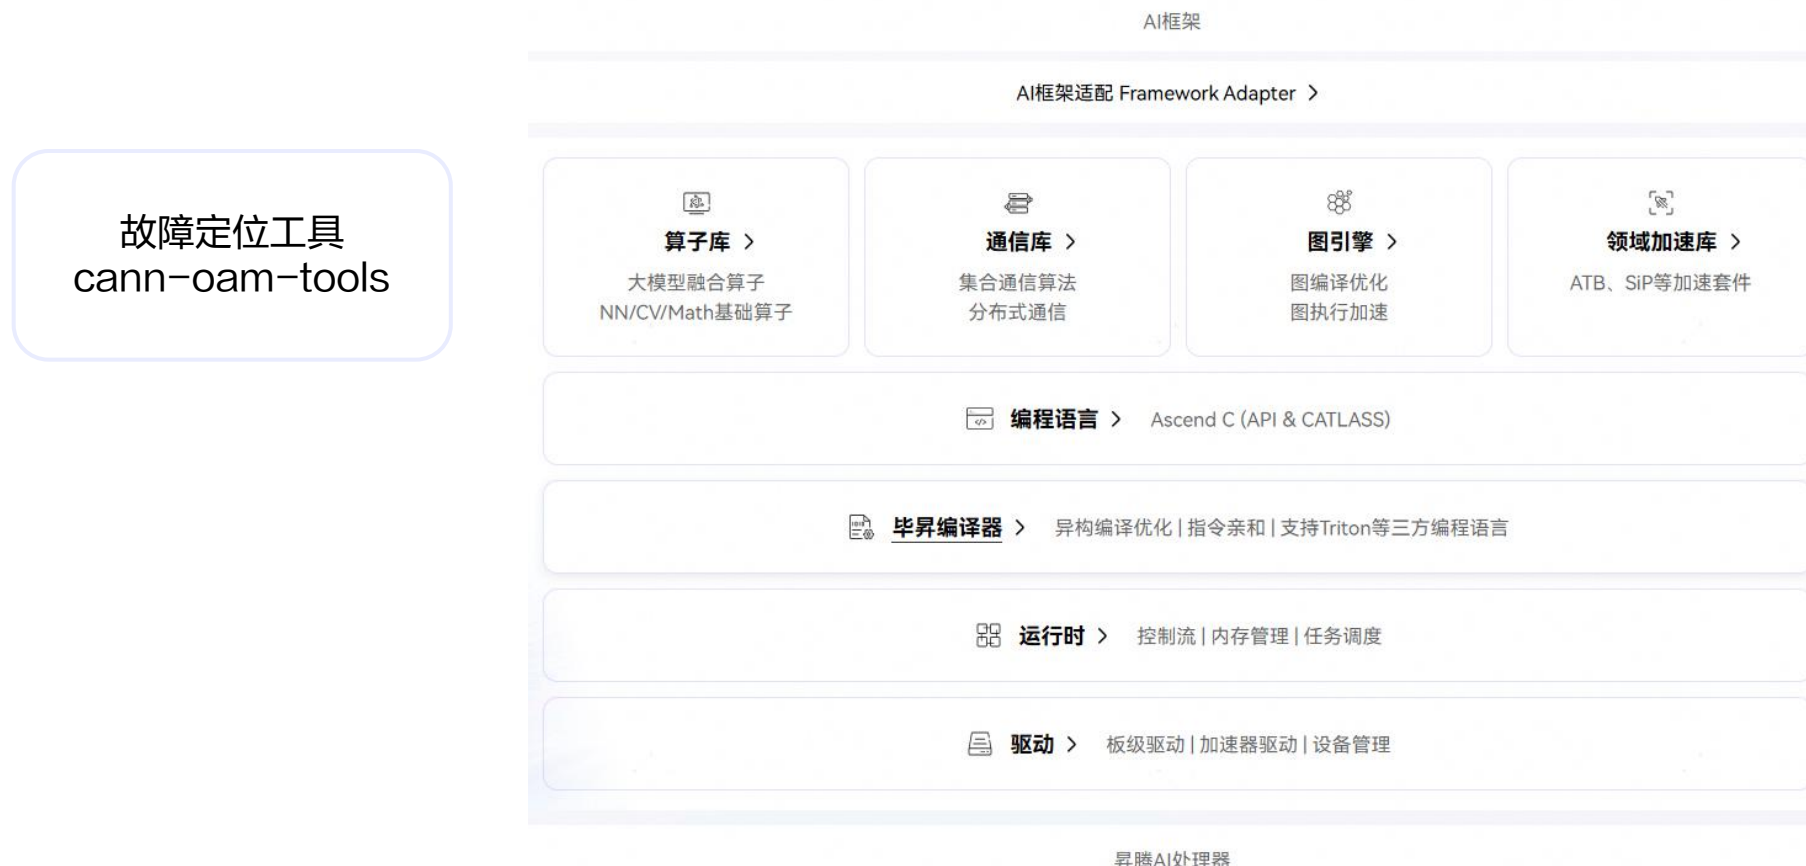 AI框架
AI框架适配 Framework Adapter
故障定位工具
cann-oam-tools
算子库
大模型融合算子
NN/CV/Math基础算子
通信库
集合通信算法
分布式通信
图引擎
图编译优化
图执行加速
领域加速库
ATB、SiP等加速套件
编程语言 Ascend C (API & CATLASS)
毕昇编译器 异构编译优化 | 指令亲和 | 支持Triton等三方编程语言
运行时 控制流 | 内存管理 | 任务调度
驱动 板级驱动 | 加速器驱动 | 设备管理
昇腾AI处理器